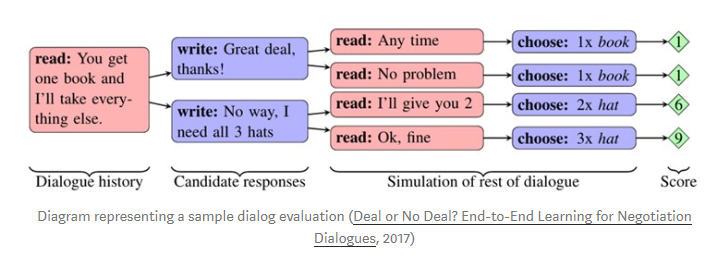 read: You get
one book and
I'll take every-
thing else.
write: Great deal,
thanks!
write: No way, I
need all 3 hats
read: Any time
choose: 1x book
1
read: No problem
choose: 1x book
1
read: I'll give you 2
choose: 2x hat
6
read: Ok, fine
choose: 3x hat
9
Dialogue history
Candidate responses
Simulation of rest of dialogue
Score
Diagram representing a sample dialog evaluation (Deal or No Deal? End-to-End Learning for Negotiation
Dialogues, 2017)